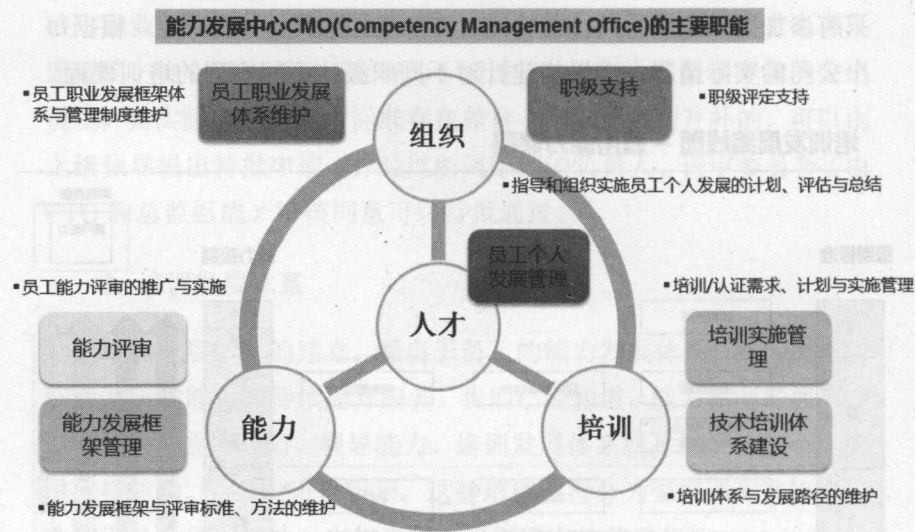 能力发展中心CMO(Competency Management Office)的主要职能
▪员工职业发展框架体
系与管理制度维护
员工职业发展
体系维护
组织
职级支持
▪职级评定支持
▪指导和组织实施员工个人发展的计划、评估与总结
员工个人
发展管理
▪员工能力评审的推广与实施
▪培训/认证需求、计划与实施管理
人才
能力评审
培训实施管
理
能力发展框
架管理
能力
培训
技术培训体
系建设
▪能力发展框架与评审标准、方法的维护
▪培训体系与发展路径的维护